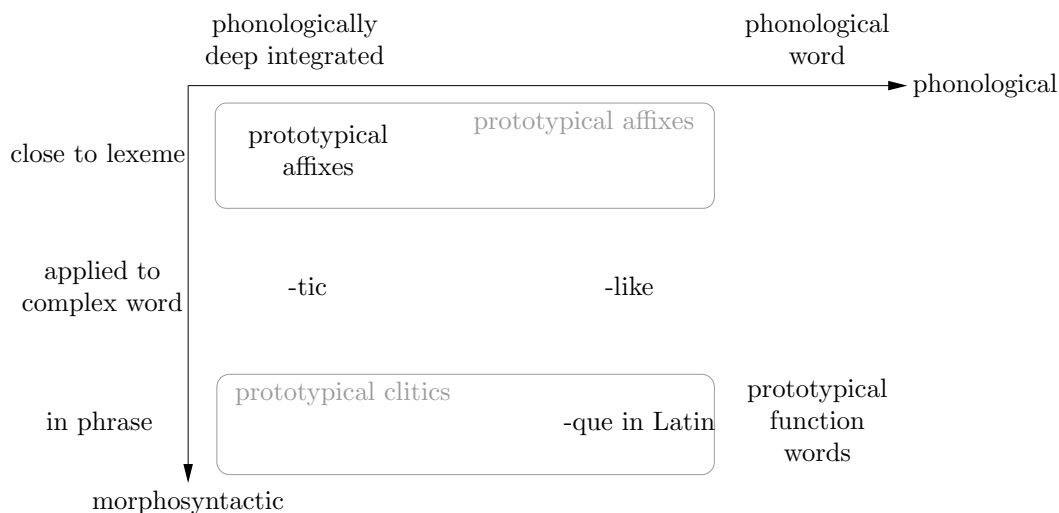 phonologically
deep integrated
phonological
word
phonological
prototypical affixes
prototypical
affixes
close to lexeme
applied to
complex word
-tic
-like
prototypical clitics
in phrase
-que in Latin
prototypical
function
words
morphosyntactic